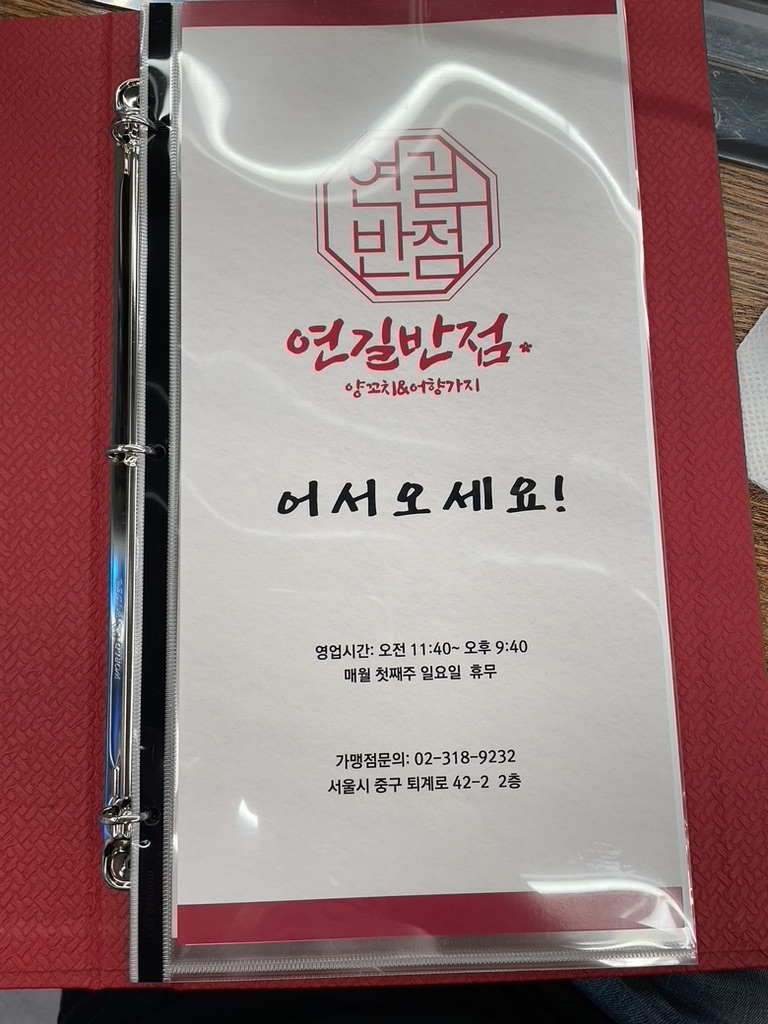 연길
반점
연길반점*
양꼬치&어향가지
어서오세요!
영업시간: 오전 11:40~ 오후 9:40
매월 첫째주 일요일 휴무
가맹점문의: 02-318-9232
서울시 중구 퇴계로 42-2 2층